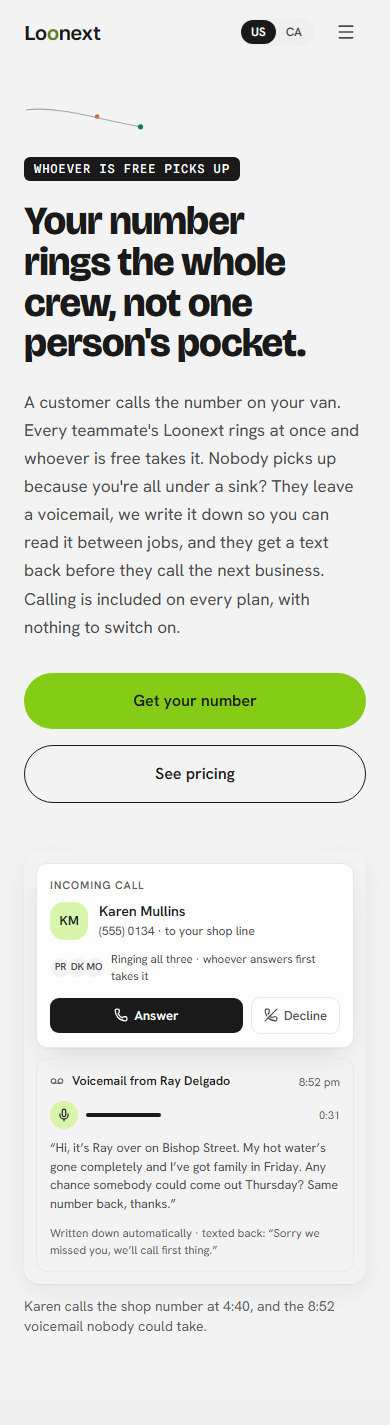 Loonext
US CA
WHOEVER IS FREE PICKS UP
Your number
rings the whole
crew, not one
person's pocket.
A customer calls the number on your van.
Every teammate's Loonext rings at once and
whoever is free takes it. Nobody picks up
because you're all under a sink? They leave
a voicemail, we write it down so you can
read it between jobs, and they get a text
back before they call the next business.
Calling is included on every plan, with
nothing to switch on.
Get your number
See pricing
INCOMING CALL
KM
Karen Mullins
(555) 0134 · to your shop line
PR DK MO
Ringing all three · whoever answers first
takes it
Answer
Decline
Voicemail from Ray Delgado
8:52 pm
0:31
“Hi, it’s Ray over on Bishop Street. My hot water’s
gone completely and I’ve got family in Friday. Any
chance somebody could come out Thursday? Same
number back, thanks.”
Written down automatically · texted back: “Sorry we
missed you, we’ll call first thing.”
Karen calls the shop number at 4:40, and the 8:52
voicemail nobody could take.